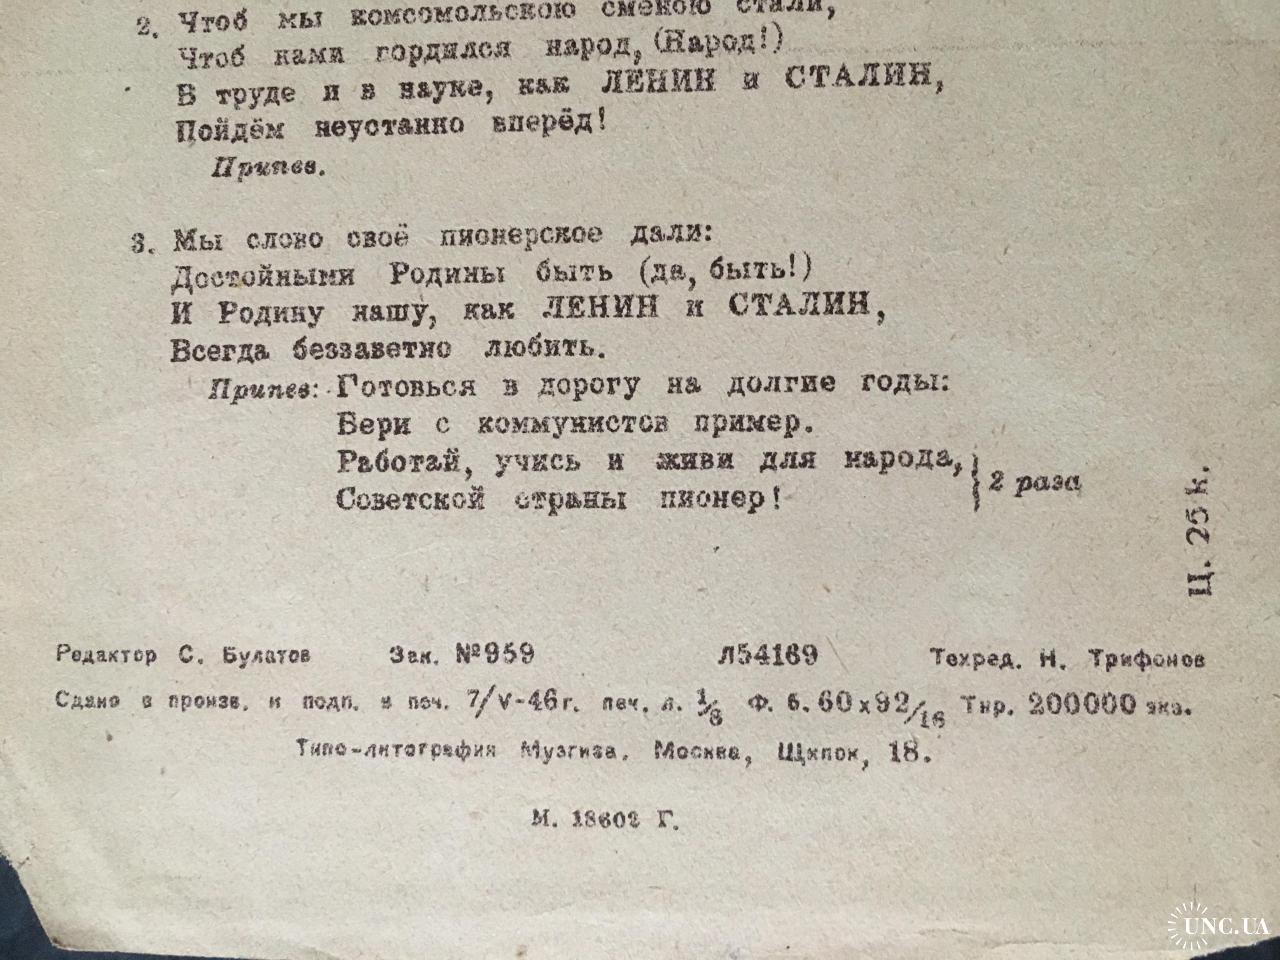 2. Чтоб мы комсомольскою сменою стали,
Чтоб нами гордился народ, (Народ!)
В труде и в науке, как ЛЕНИН и СТАЛИН,
Пойдём неустанно вперёд!
Припев.
3. Мы слово своё пионерское дали:
Достойными Родины быть (да, быть!)
И Родину нашу, как ЛЕНИН и СТАЛИН,
Всегда беззаветно любить.
Припев: Готовься в дорогу на долгие годы:
Бери с коммунистов пример.
Работай, учись и живи для народа,
Советской страны пионер!
2 раза
Ц. 25 к.
Редактор С. Булатов Зак. №959 Л54169 Техред. Н. Трифонов
Сдано в произв. и подп. в печ. 7/V-46 г. печ. л. 1/8 Ф. б. 60x92/16 Тир. 200000 экз.
Типо-литография Музгиза. Москва, Щипок, 18.
М. 18602 Г.
UNC.UA